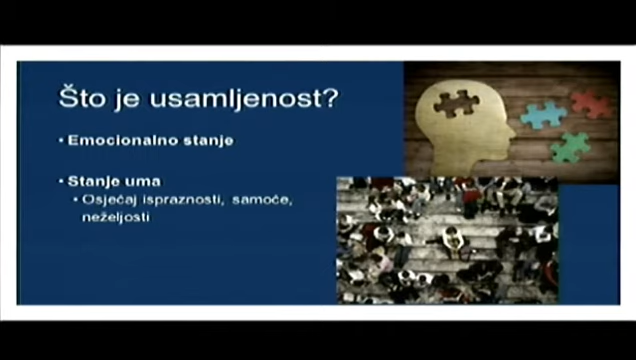 Što je usamljenost?
▪ Emocionalno stanje
▪ Stanje uma
▪ Osjećaj ispraznosti, samoće,
neželjosti